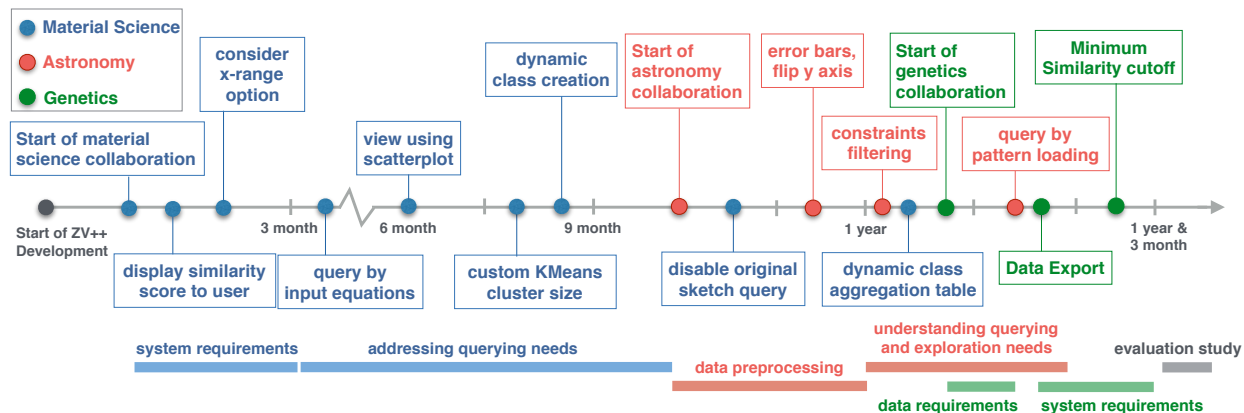 Material Science
Astronomy
Genetics
consider
x-range
option
Start of material
science collaboration
view using
scatterplot
dynamic
class creation
Start of
astronomy
collaboration
error bars,
flip y axis
constraints
filtering
Start of
genetics
collaboration
query by
pattern loading
Minimum
Similarity cutoff
Start of ZV++
Development
3 month
6 month
9 month
1 year
1 year &
3 month
display similarity
score to user
query by
input equations
custom KMeans
cluster size
disable original
sketch query
dynamic class
aggregation table
Data Export
system requirements
addressing querying needs
data preprocessing
understanding querying
and exploration needs
evaluation study
data requirements
system requirements